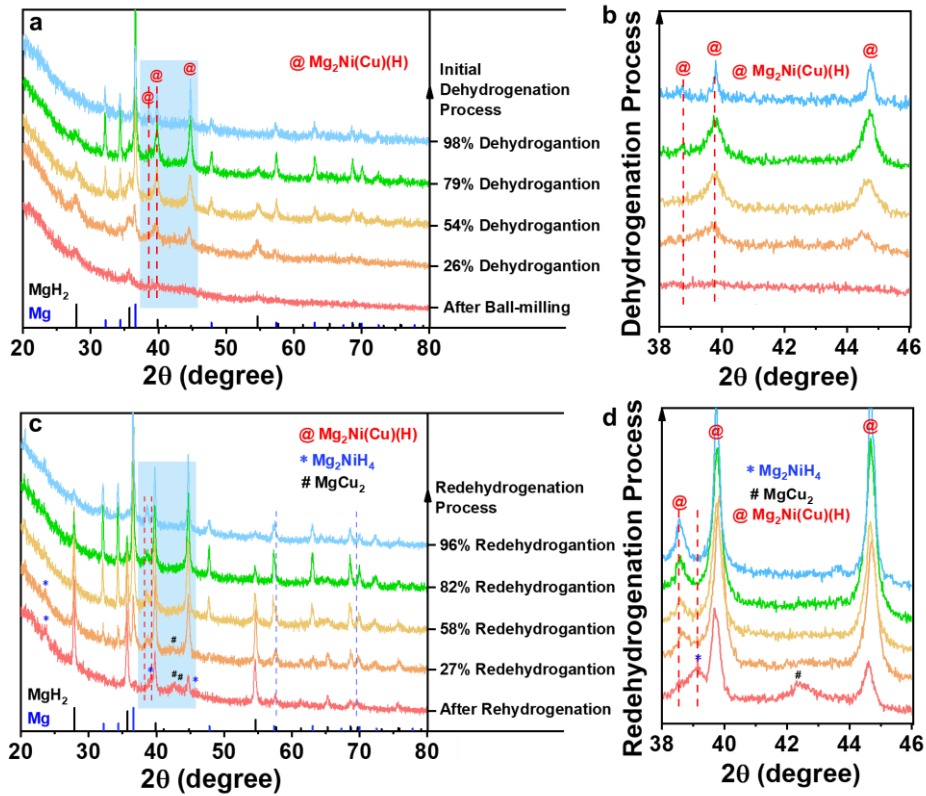 a
@ Mg2Ni(Cu)(H)
@
@
@
Initial
Dehydrogenation
Process
98% Dehydrogantion
79% Dehydrogantion
54% Dehydrogantion
26% Dehydrogantion
After Ball-milling
MgH2
Mg
20 30 40 50 60 70 80
2θ (degree)
b
Dehydrogenation Process
@
@
@
@ Mg2Ni(Cu)(H)
38 40 42 44 46
2θ (degree)
c
@ Mg2Ni(Cu)(H)
* Mg2NiH4
# MgCu2
Redehydrogenation
Process
96% Redehydrogantion
82% Redehydrogantion
58% Redehydrogantion
27% Redehydrogantion
After Rehydrogenation
*
*
#
# #
*
*
MgH2
Mg
20 30 40 50 60 70 80
2θ (degree)
d
Redehydrogenation Process
@
@
@
* Mg2NiH4
# MgCu2
@ Mg2Ni(Cu)(H)
*
#
38 40 42 44 46
2θ (degree)